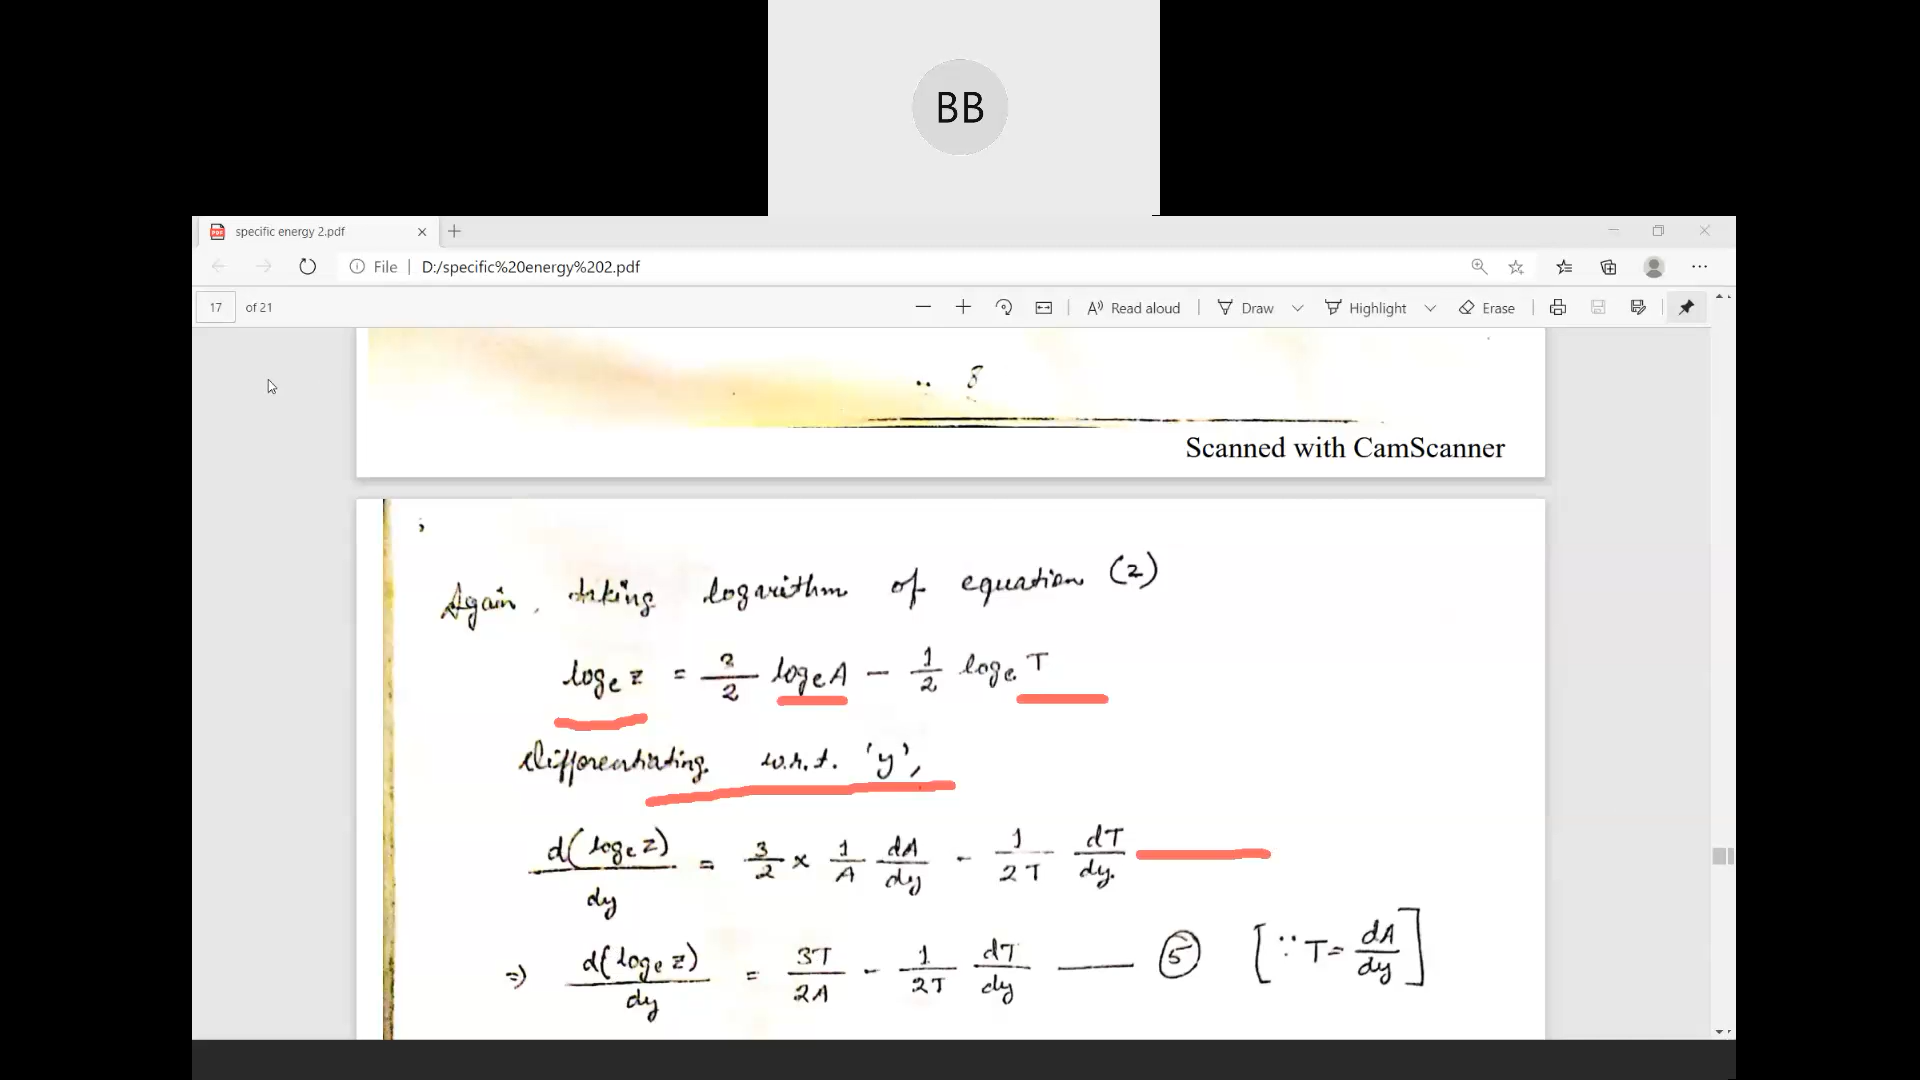 BB
specific energy 2.pdf
File D:/specific%20energy%202.pdf
17 of 21 Read aloud Draw Highlight Erase
8
Scanned with CamScanner
Again, taking logarithm of equation (2)
logₑ z = 3/2 logₑ A - 1/2 logₑ T
Differentiating w.r.t. 'y',
d(logₑ z)/dy = 3/2 × 1/A dA/dy - 1/2T dT/dy.
⇒ d(logₑ z)/dy = 3T/2A - 1/2T dT/dy —— ⑤ [∵ T = dA/dy]